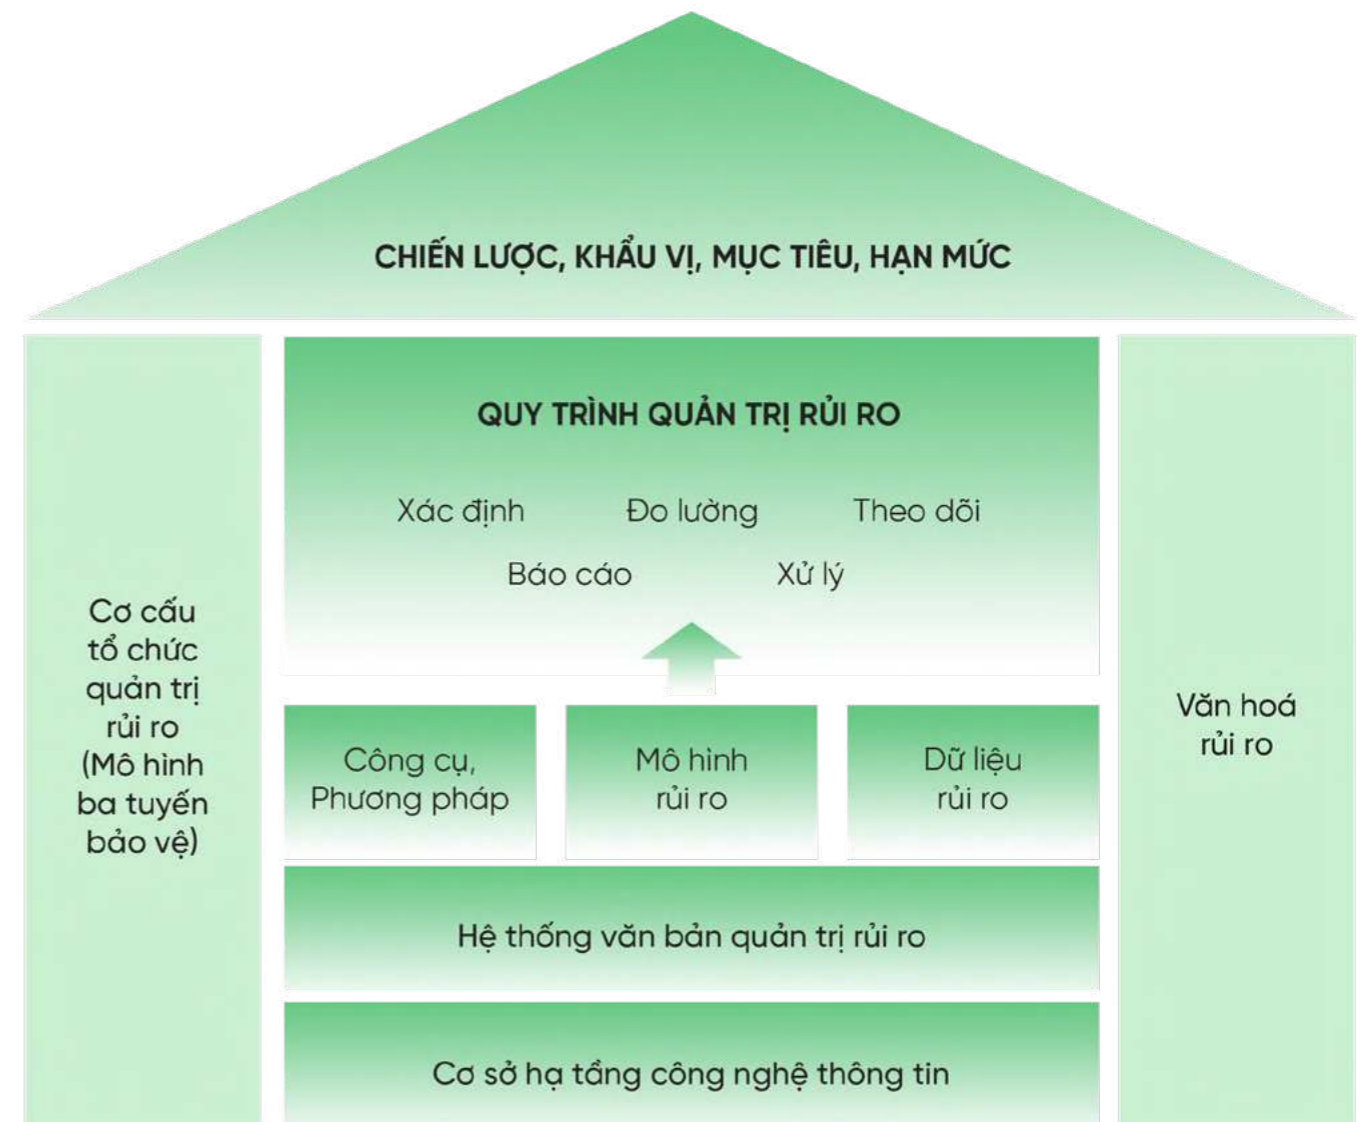 CHIẾN LƯỢC, KHẨU VỊ, MỤC TIÊU, HẠN MỨC
QUY TRÌNH QUẢN TRỊ RỦI RO
Xác định
Đo lường
Theo dõi
Báo cáo
Xử lý
Cơ cấu
tổ chức
quản trị
rủi ro
(Mô hình
ba tuyến
bảo vệ)
Công cụ,
Phương pháp
Mô hình
rủi ro
Dữ liệu
rủi ro
Hệ thống văn bản quản trị rủi ro
Cơ sở hạ tầng công nghệ thông tin
Văn hoá
rủi ro